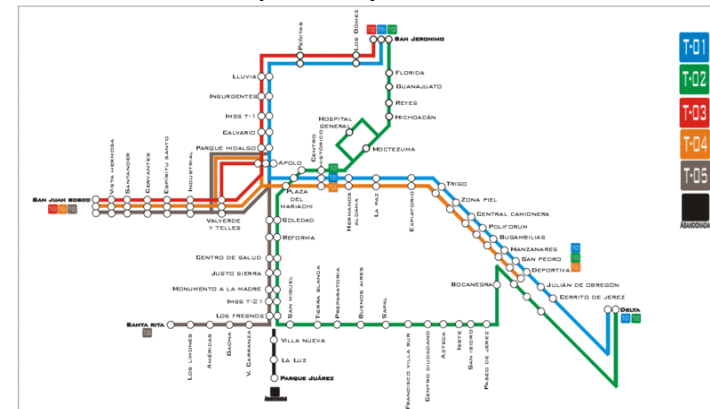 PEÑITAS
LOS GÓMEZ
SAN JERONIMO
T-01
T-02
T-03
T-04
T-05
ABANDONADA
LLUVIA
INSURGENTES
IMSS T-1
CALVARIO
PARQUE HIDALGO
APOLO
FLORIDA
GUANAJUATO
REYES
MICHOACÁN
HOSPITAL
GENERAL
MOCTEZUMA
CENTRO
HISTÓRICO
VISTA HERMOSA
SANTANDER
CERVANTES
ESPÍRITU SANTO
INDUSTRIAL
SAN JUAN BOSCO
VALVERDE
Y TELLES
PLAZA
DEL
MARIACHI
HERMANOS
ALDAMA
LA PAZ
EXPIATORIO
TRIGO
ZONA PIEL
CENTRAL CAMIONERA
POLIFORUM
BUGAMBILIAS
MANZANARES
SAN PEDRO
DEPORTIVA
JULIÁN DE OBREGÓN
CERRITO DE JEREZ
DELTA
SOLEDAD
REFORMA
CENTRO DE SALUD
JUSTO SIERRA
MONUMENTO A LA MADRE
IMSS T-21
LOS FRESNOS
SAN MIGUEL
TIERRA BLANCA
PREPARATORIA
BUENOS AIRES
SAPAL
BOCANEGRA
SANTA RITA
LOS LIMONES
AMÉRICAS
GAONA
V. CARRANZA
VILLA NUEVA
LA LUZ
PARQUE JUÁREZ
FRANCISCO VILLA SUR
CENTRO CIUDADANO
AZTECA
ISSTE
SAN ISIDRO
PASEO DE JEREZ